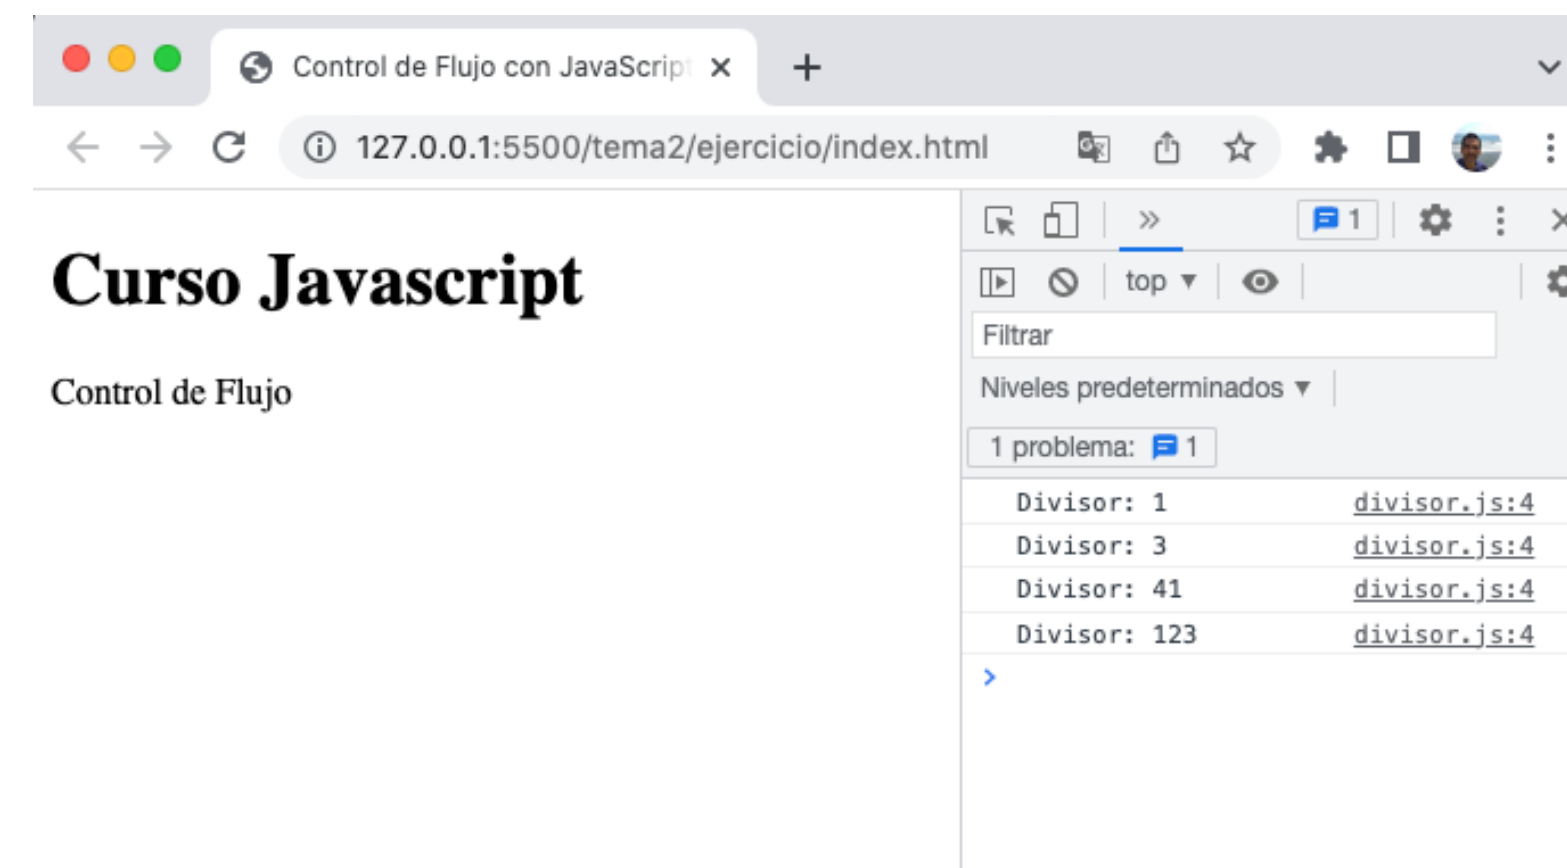 Control de Flujo con JavaScript
127.0.0.1:5500/tema2/ejercicio/index.html
1
top
Filtrar
Niveles predeterminados
1 problema: 1
Curso Javascript
Control de Flujo
Divisor: 1 divisor.js:4
Divisor: 3 divisor.js:4
Divisor: 41 divisor.js:4
Divisor: 123 divisor.js:4